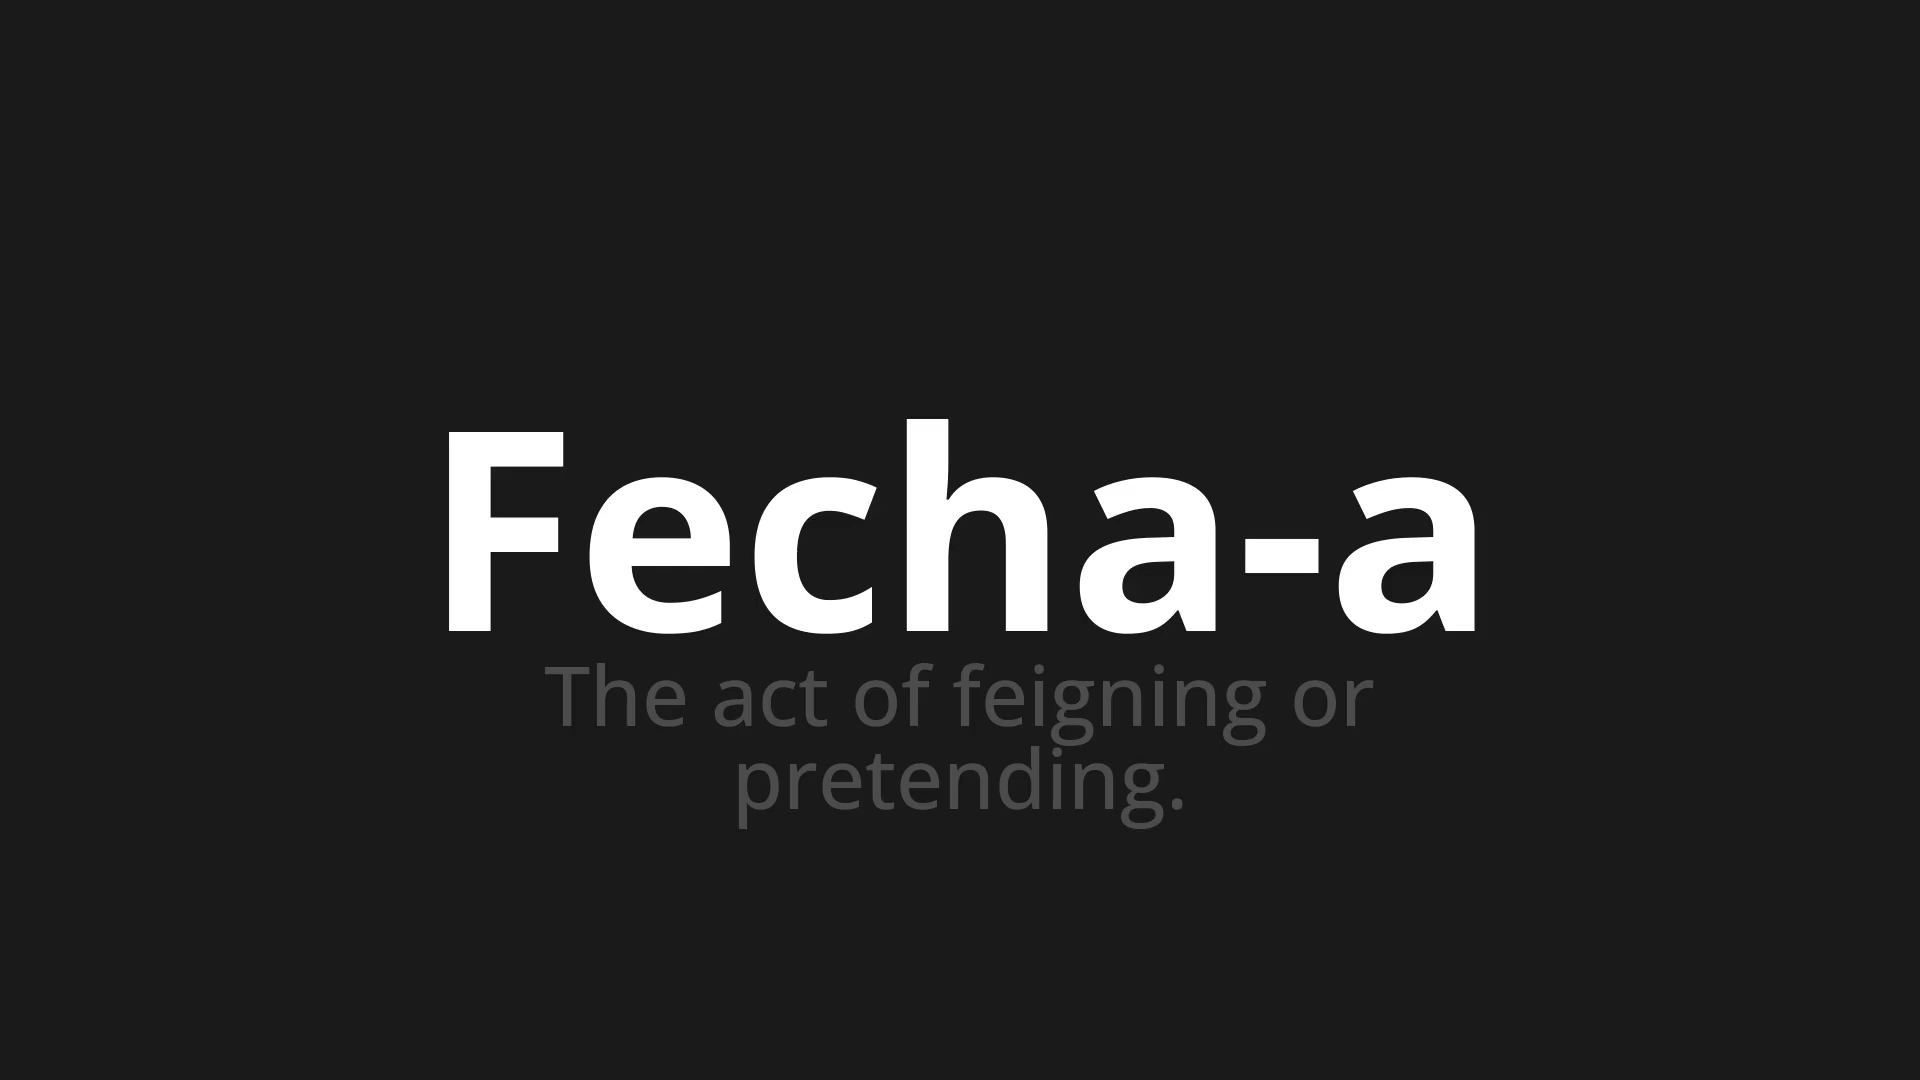 Fecha-a
The act of feigning or
pretending.